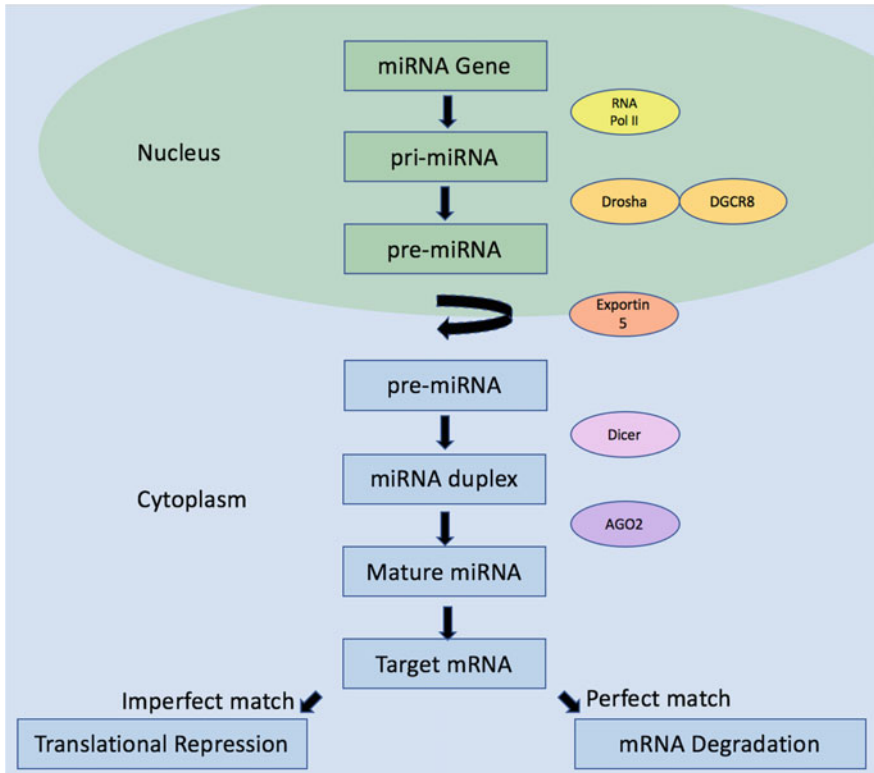 miRNA Gene
RNA
Pol II
Nucleus
pri-miRNA
Drosha
DGCR8
pre-miRNA
Exportin
5
pre-miRNA
Dicer
miRNA duplex
Cytoplasm
AGO2
Mature miRNA
Target mRNA
Imperfect match
Perfect match
Translational Repression
mRNA Degradation